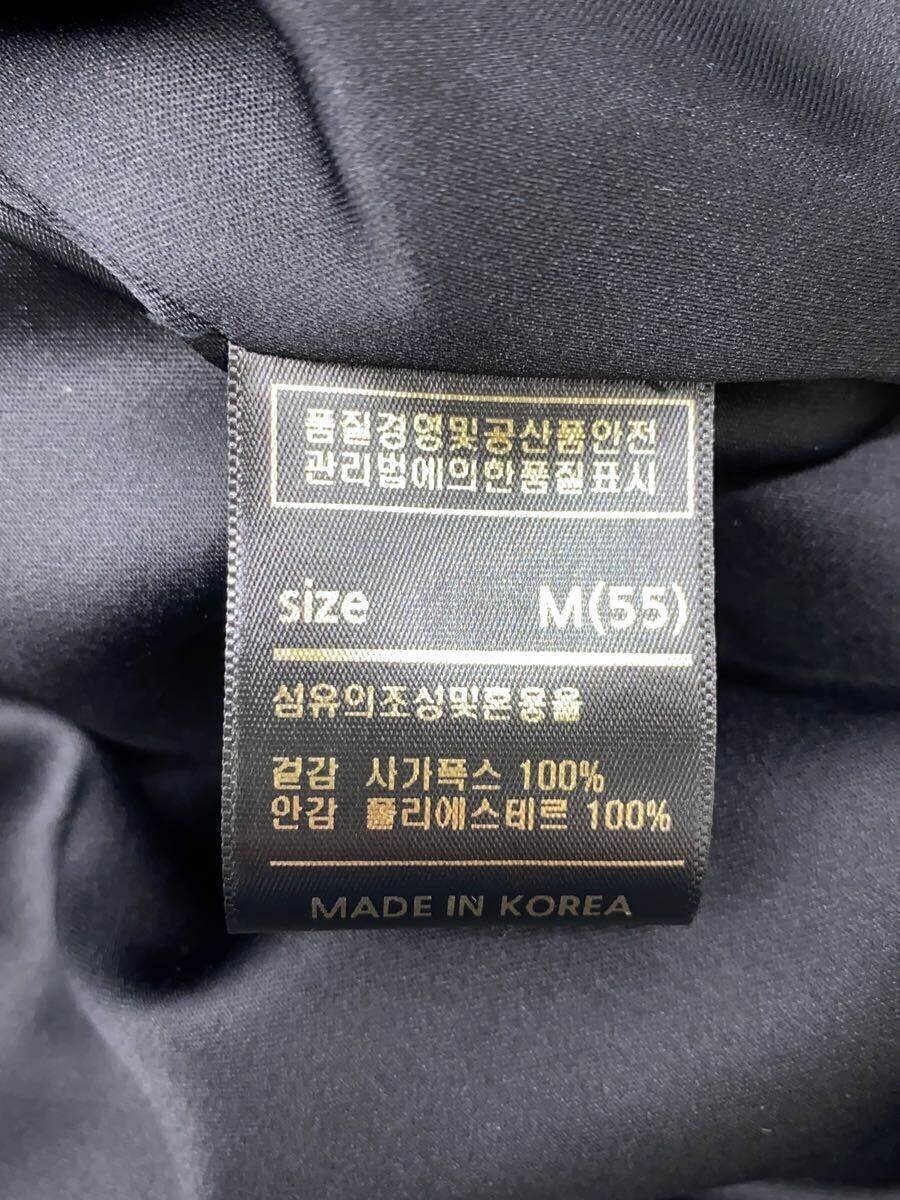 품질경영및공산품안전
관리법에의한품질표시
size M(55)
섬유의조성및혼용율
겉감 사가폭스 100%
안감 폴리에스테르 100%
MADE IN KOREA